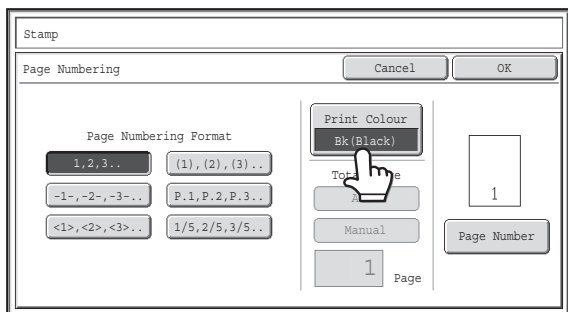 Stamp
Page Numbering
Cancel
OK
Page Numbering Format
1,2,3..
(1),(2),(3)..
-1-,-2-,-3-..
P.1,P.2,P.3..
<1>,<2>,<3>..
1/5,2/5,3/5..
Print Colour
Bk(Black)
Manual
1
Page
1
Page Number